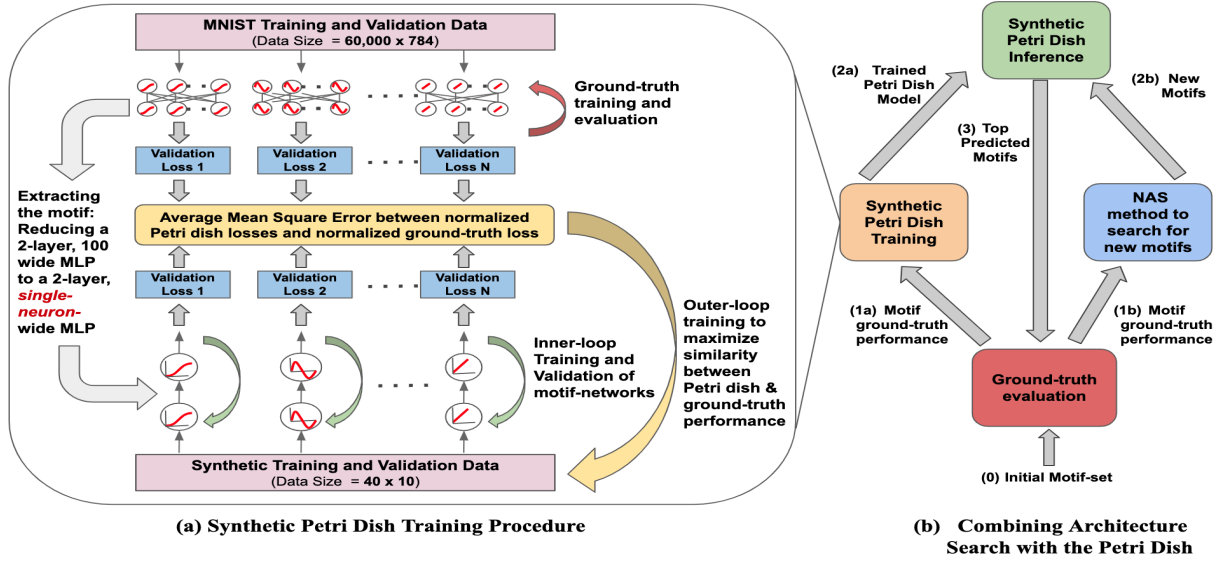 MNIST Training and Validation Data
(Data Size = 60,000 x 784)
Ground-truth
training and
evaluation
Validation
Loss 1
Validation
Loss 2
Validation
Loss N
Extracting
the motif:
Reducing a
2-layer, 100
wide MLP
to a 2-layer,
single-
neuron-
wide MLP
Average Mean Square Error between normalized
Petri dish losses and normalized ground-truth loss
Validation
Loss 1
Validation
Loss 2
Validation
Loss N
Inner-loop
Training and
Validation of
motif-networks
Outer-loop
training to
maximize
similarity
between
Petri dish &
ground-truth
performance
Synthetic Training and Validation Data
(Data Size = 40 x 10)
(a) Synthetic Petri Dish Training Procedure
Synthetic
Petri Dish
Inference
(2a) Trained
Petri Dish
Model
(2b) New
Motifs
(3) Top
Predicted
Motifs
Synthetic
Petri Dish
Training
NAS
method to
search for
new motifs
(1a) Motif
ground-truth
performance
(1b) Motif
ground-truth
performance
Ground-truth
evaluation
(0) Initial Motif-set
(b) Combining Architecture
Search with the Petri Dish